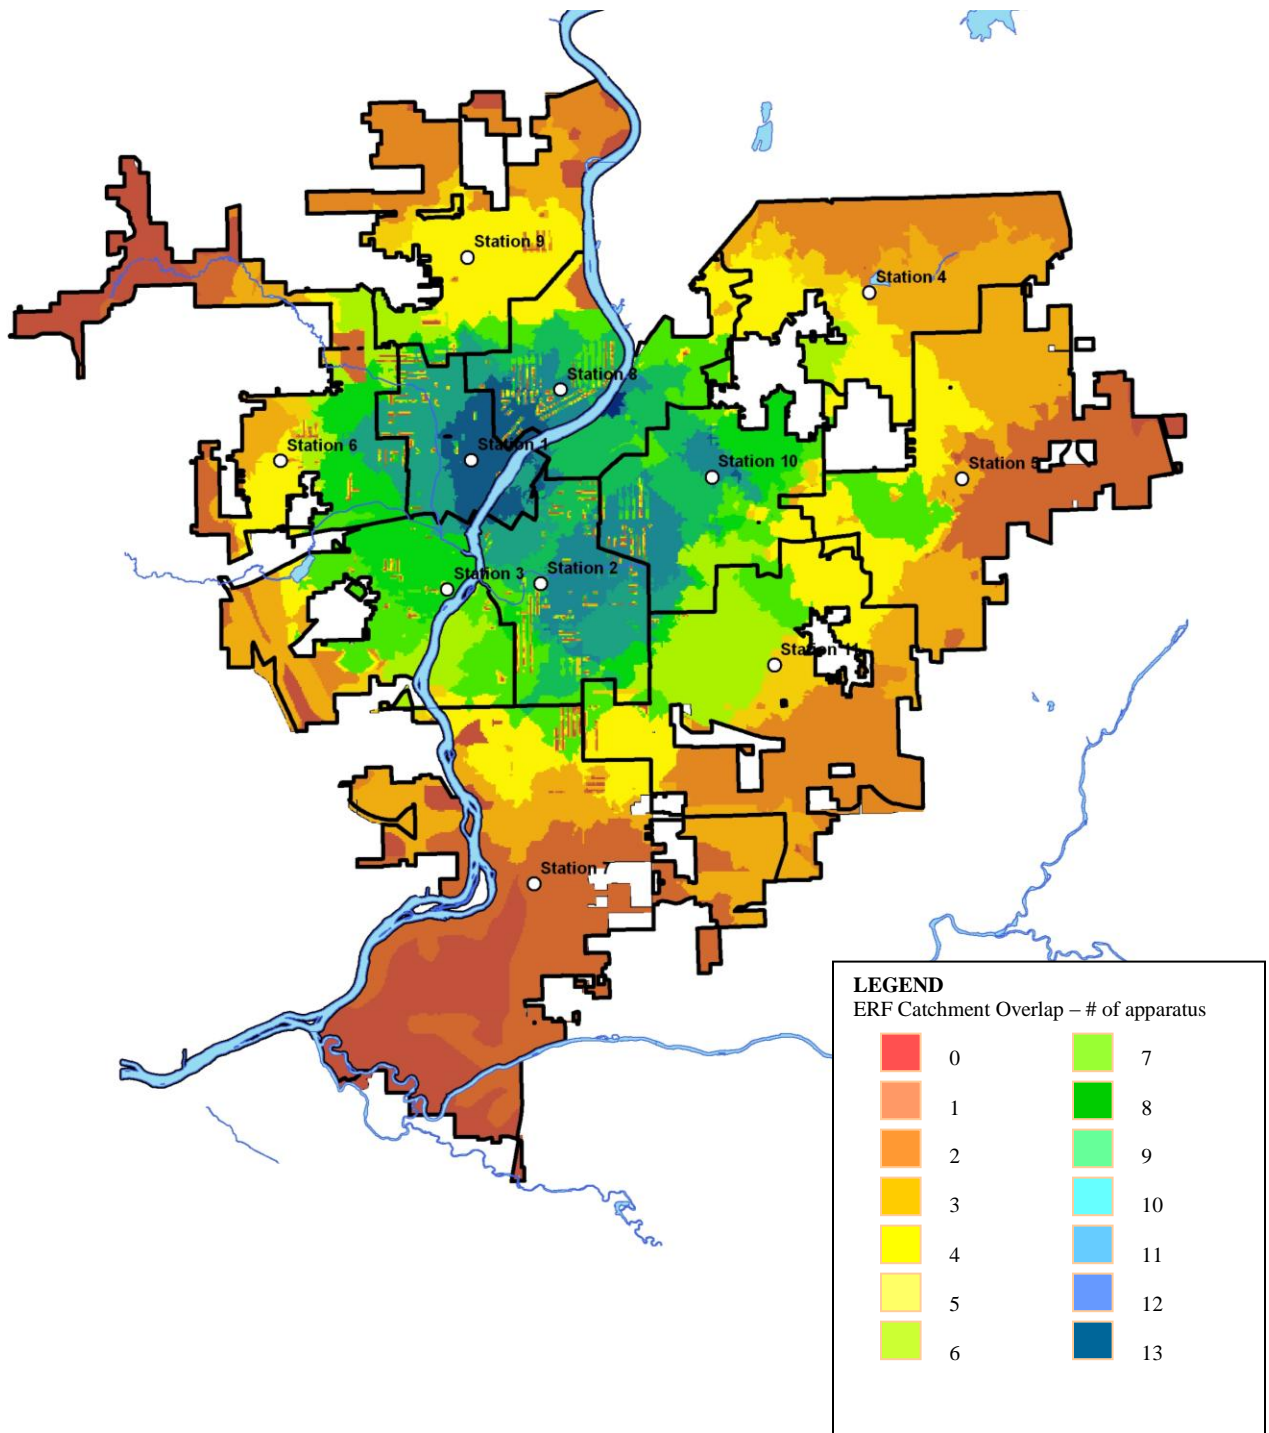 Station 9
Station 4
Station 8
Station 6
Station 1
Station 10
Station 5
Station 3
Station 2
Station 11
Station 7
LEGEND
ERF Catchment Overlap – # of apparatus
0
1
2
3
4
5
6
7
8
9
10
11
12
13